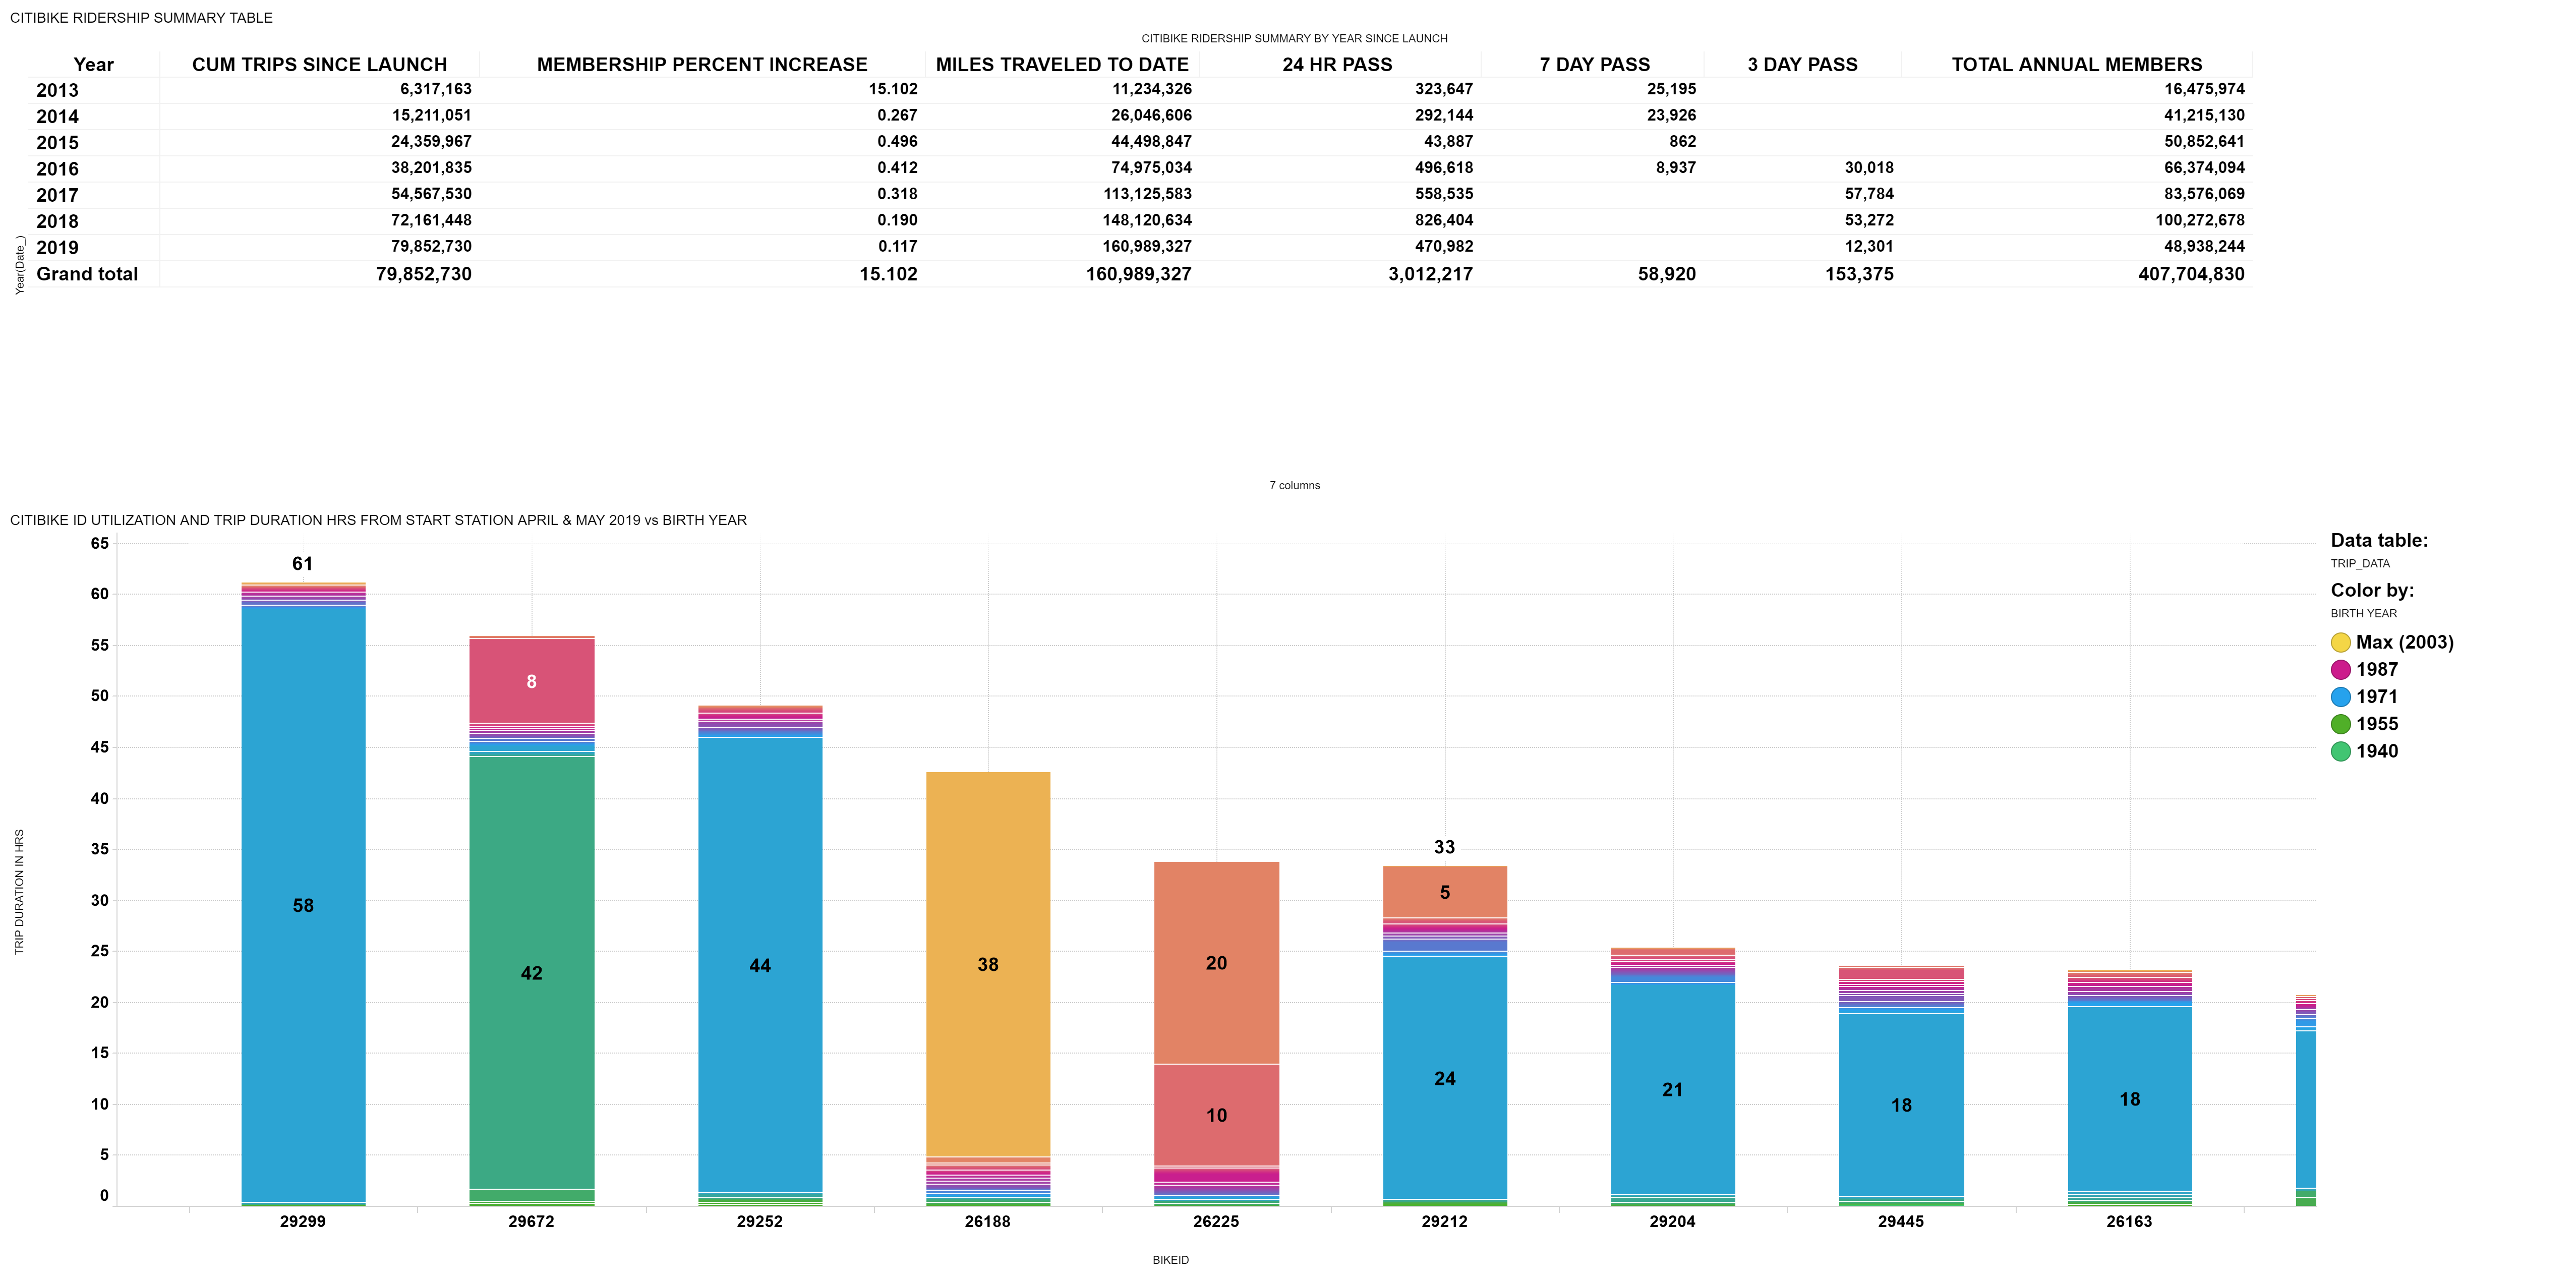 CITIBIKE RIDERSHIP SUMMARY TABLE
CITIBIKE RIDERSHIP SUMMARY BY YEAR SINCE LAUNCH
Year CUM TRIPS SINCE LAUNCH MEMBERSHIP PERCENT INCREASE MILES TRAVELED TO DATE 24 HR PASS 7 DAY PASS 3 DAY PASS TOTAL ANNUAL MEMBERS
2013 6,317,163 15.102 11,234,326 323,647 25,195 16,475,974
2014 15,211,051 0.267 26,046,606 292,144 23,926 41,215,130
2015 24,359,967 0.496 44,498,847 43,887 862 50,852,641
2016 38,201,835 0.412 74,975,034 496,618 8,937 30,018 66,374,094
2017 54,567,530 0.318 113,125,583 558,535 57,784 83,576,069
2018 72,161,448 0.190 148,120,634 826,404 53,272 100,272,678
2019 79,852,730 0.117 160,989,327 470,982 12,301 48,938,244
Grand total 79,852,730 15.102 160,989,327 3,012,217 58,920 153,375 407,704,830
Year(Date_)
7 columns
CITIBIKE ID UTILIZATION AND TRIP DURATION HRS FROM START STATION APRIL & MAY 2019 vs BIRTH YEAR
TRIP DURATION IN HRS
65
60
55
50
45
40
35
30
25
20
15
10
5
0
61
58
8
42
44
38
20
10
33
5
24
21
18
18
29299 29672 29252 26188 26225 29212 29204 29445 26163
BIKEID
Data table:
TRIP_DATA
Color by:
BIRTH YEAR
Max (2003)
1987
1971
1955
1940